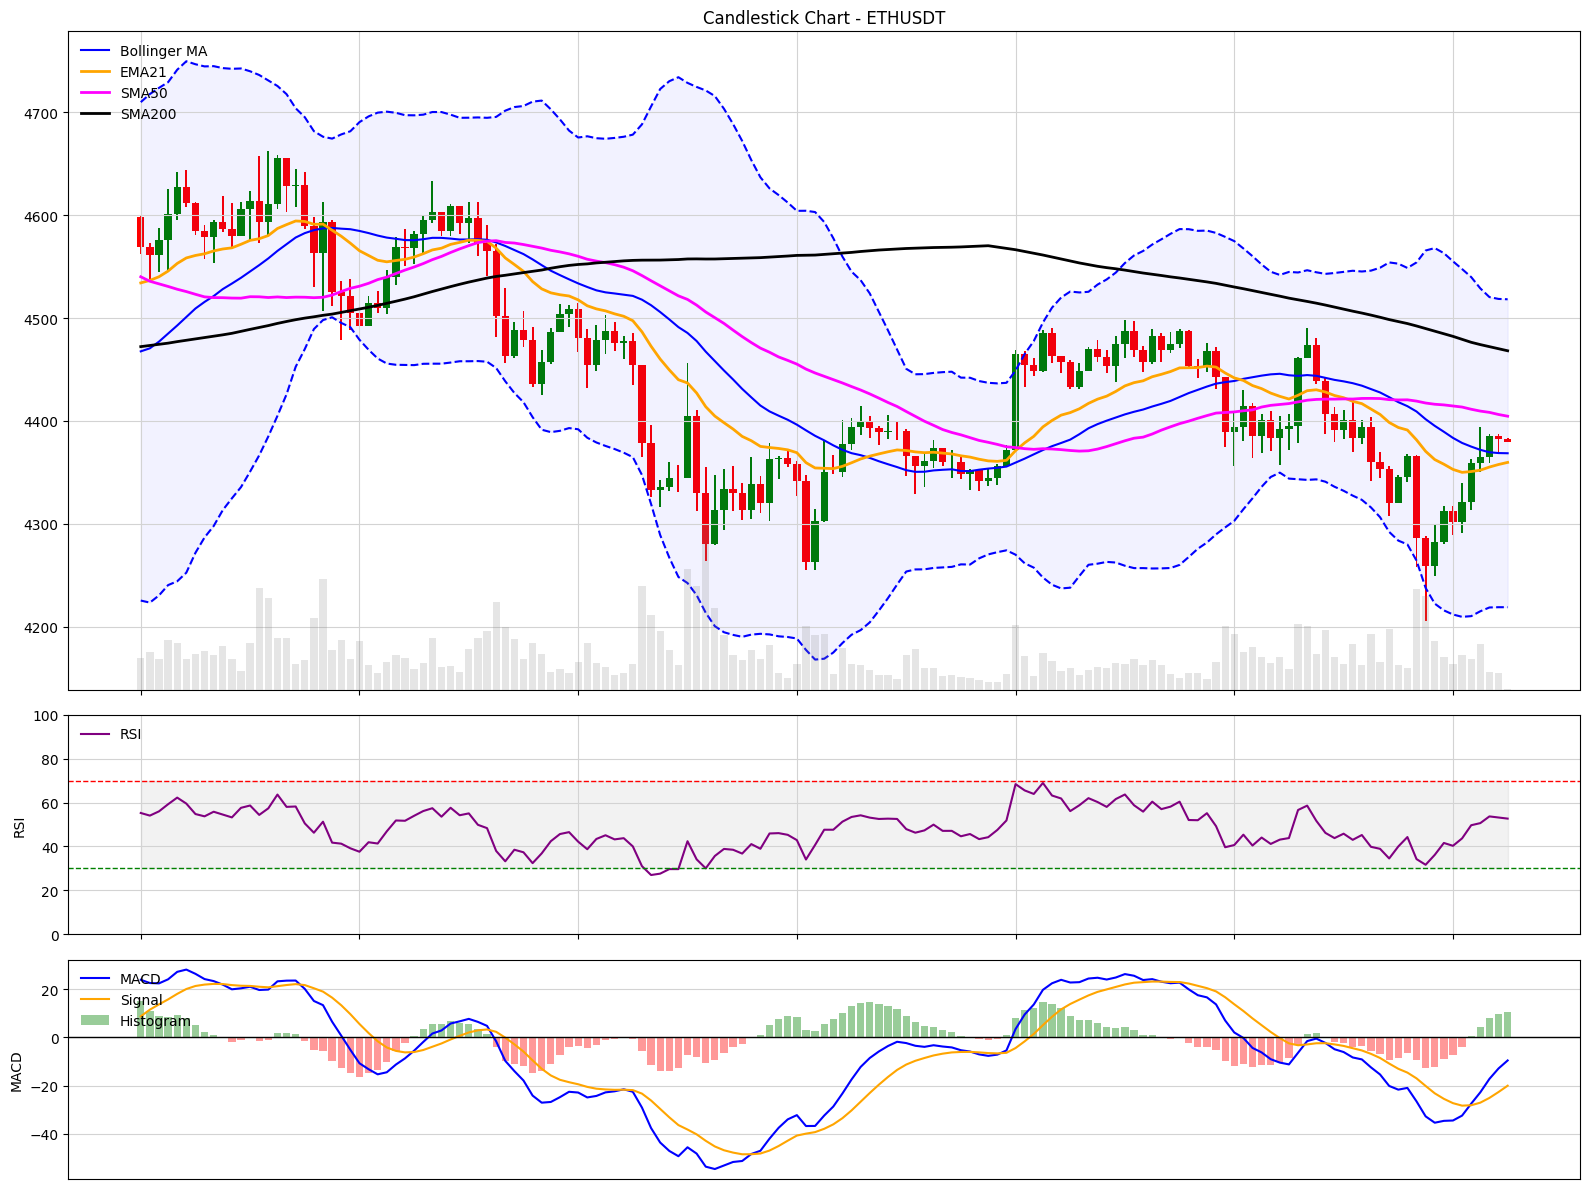 Candlestick Chart - ETHUSDT
Bollinger MA
EMA21
SMA50
SMA200
4700
4600
4500
4400
4300
4200
RSI
100
80
60
40
20
0
RSI
MACD
Signal
Histogram
20
0
−20
−40
MACD